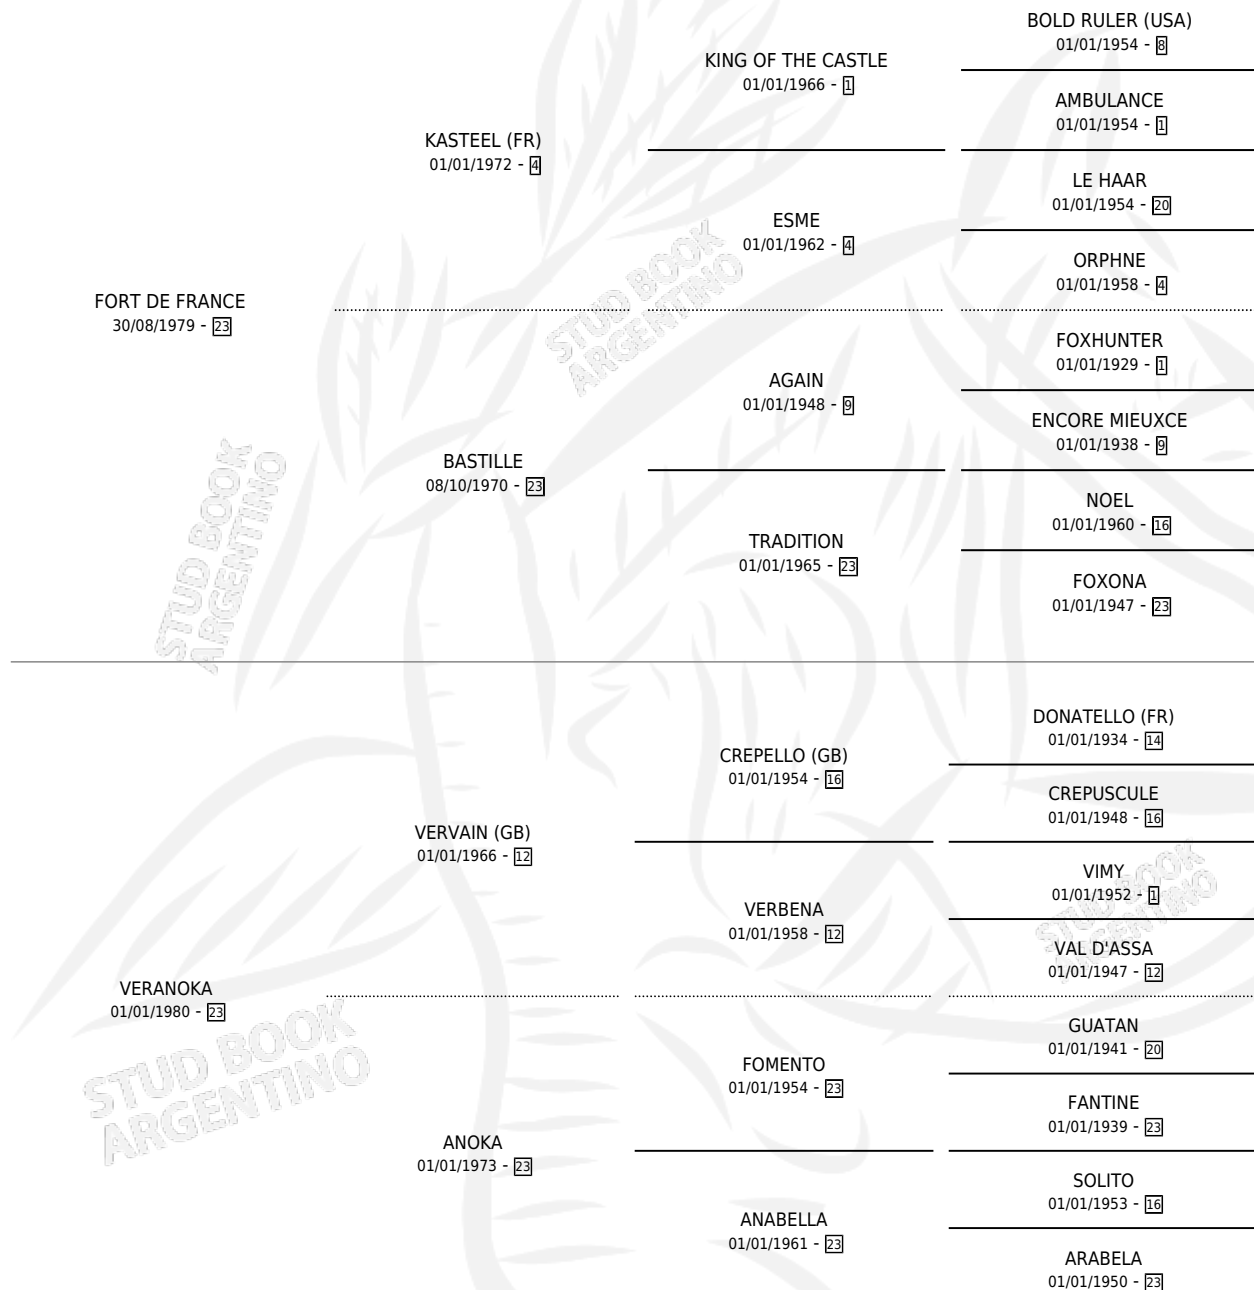 BOLD RULER (USA)
01/01/1954 - 8
KING OF THE CASTLE
01/01/1966 - 1
AMBULANCE
01/01/1954 - 1
KASTEEL (FR)
01/01/1972 - 4
LE HAAR
01/01/1954 - 20
ESME
01/01/1962 - 4
ORPHNE
01/01/1958 - 4
FORT DE FRANCE
30/08/1979 - 23
FOXHUNTER
01/01/1929 - 1
AGAIN
01/01/1948 - 9
ENCORE MIEUXCE
01/01/1938 - 9
BASTILLE
08/10/1970 - 23
NOEL
01/01/1960 - 16
TRADITION
01/01/1965 - 23
FOXONA
01/01/1947 - 23
DONATELLO (FR)
01/01/1934 - 14
CREPELLO (GB)
01/01/1954 - 16
CREPUSCULE
01/01/1948 - 16
VERVAIN (GB)
01/01/1966 - 12
VIMY
01/01/1952 - 1
VERBENA
01/01/1958 - 12
VAL D'ASSA
01/01/1947 - 12
VERANOKA
01/01/1980 - 23
GUATAN
01/01/1941 - 20
FOMENTO
01/01/1954 - 23
FANTINE
01/01/1939 - 23
ANOKA
01/01/1973 - 23
SOLITO
01/01/1953 - 16
ANABELLA
01/01/1961 - 23
ARABELA
01/01/1950 - 23
STUD BOOK
ARGENTINO
STUD BOOK
ARGENTINO
STUD BOOK
ARGENTINO
STUD BOOK
ARGENTINO